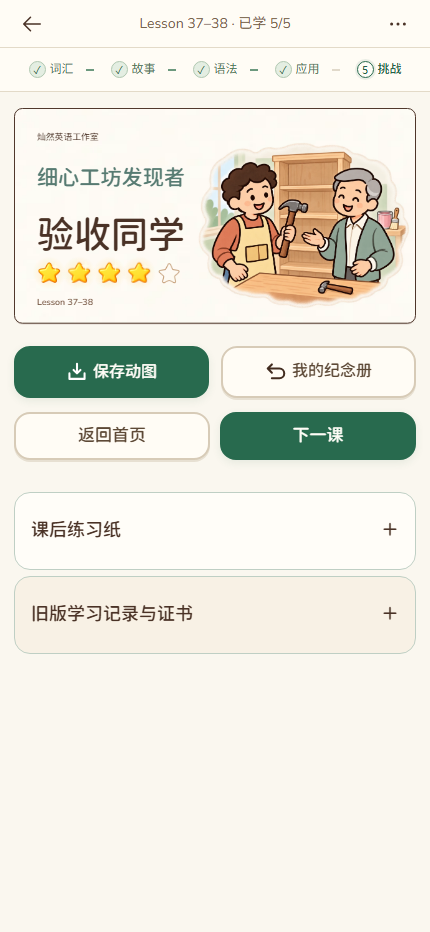 Lesson 37–38 · 已学 5/5
词汇 故事 语法 应用 5 挑战
灿然英语工作室
细心工坊发现者
验收同学
Lesson 37–38
保存动图
我的纪念册
返回首页
下一课
课后练习纸
旧版学习记录与证书